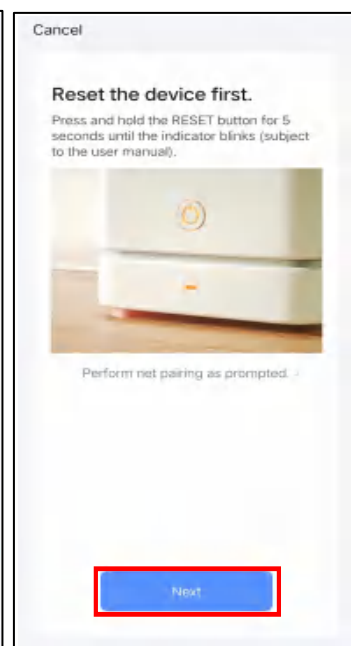 Cancel
Reset the device first.
Press and hold the RESET button for 5
seconds until the indicator blinks (subject
to the user manual).
Perform net pairing as prompted. ›
Next